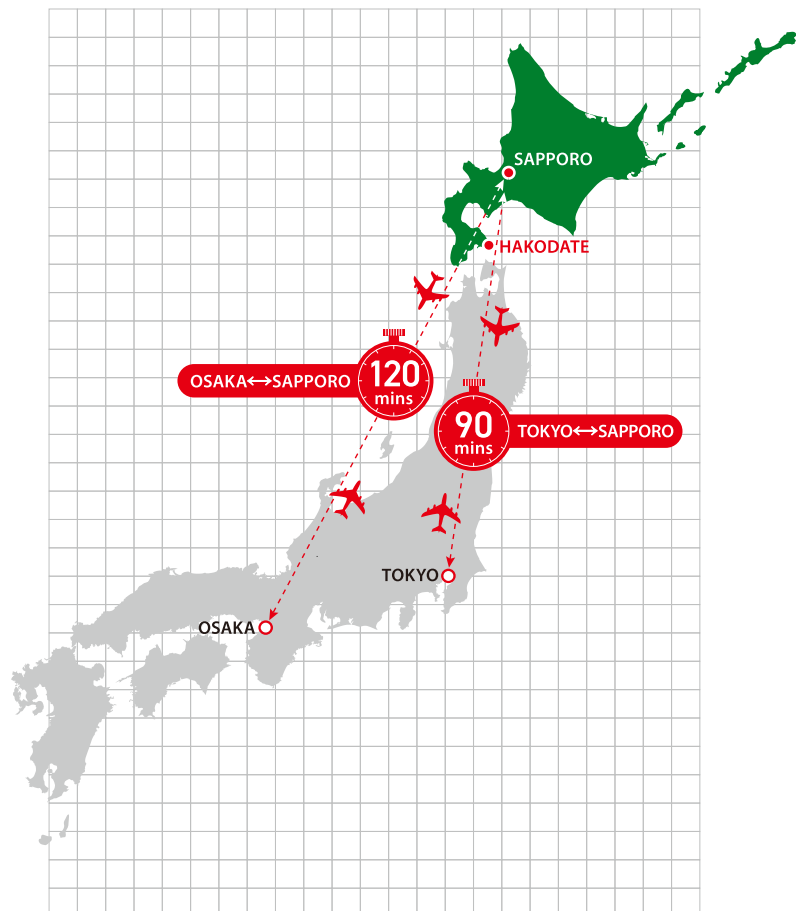 SAPPORO
HAKODATE
120
mins
OSAKA↔SAPPORO
90
mins
TOKYO↔SAPPORO
TOKYO
OSAKA